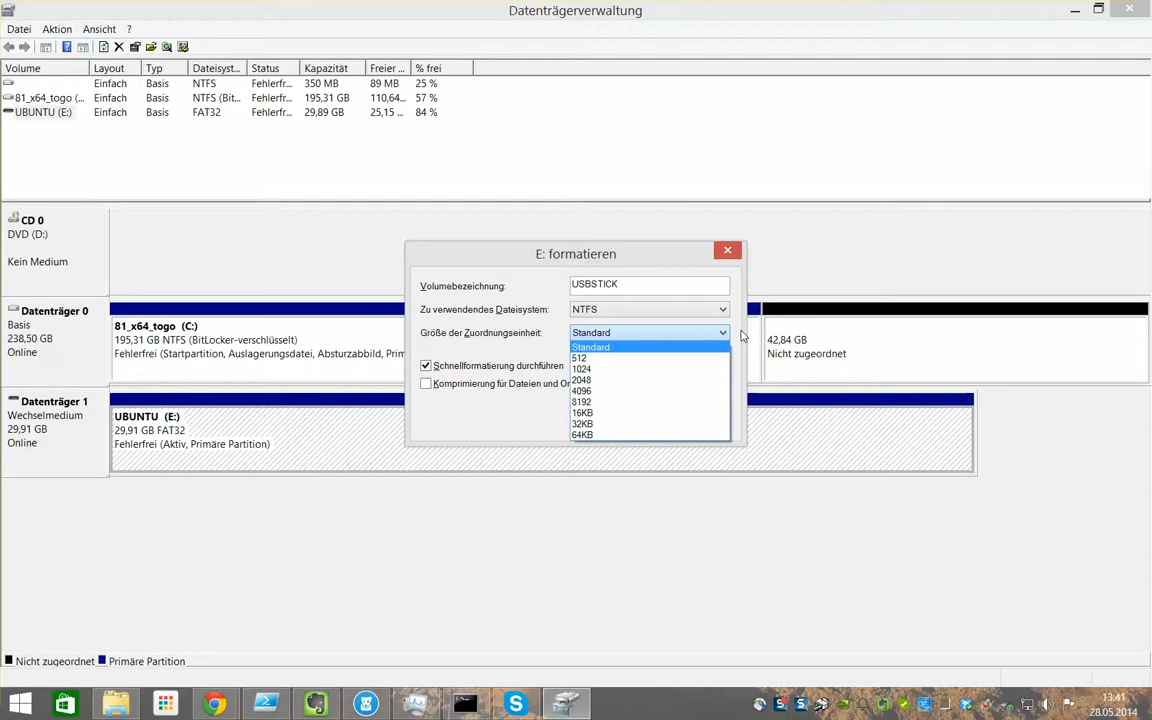 Datenträgerverwaltung
Datei Aktion Ansicht ?
Volume Layout Typ Dateisyst... Status Kapazität Freier ... % frei
Einfach Basis NTFS Fehlerfr... 350 MB 89 MB 25 %
81_x64_togo (... Einfach Basis NTFS (Bit... Fehlerfr... 195,31 GB 110,64... 57 %
UBUNTU (E:) Einfach Basis FAT32 Fehlerfr... 29,89 GB 25,15 ... 84 %
CD 0
DVD (D:)
Kein Medium
E: formatieren
Volumebezeichnung: USBSTICK
Zu verwendendes Dateisystem: NTFS
Größe der Zuordnungseinheit: Standard
Standard
512
1024
2048
4096
8192
16KB
32KB
64KB
Schnellformatierung durchführen
Komprimierung für Dateien und Or
Datenträger 0
Basis
238,50 GB
Online
81_x64_togo (C:)
195,31 GB NTFS (BitLocker-verschlüsselt)
Fehlerfrei (Startpartition, Auslagerungsdatei, Absturzabbild, Prim
42,84 GB
Nicht zugeordnet
Datenträger 1
Wechselmedium
29,91 GB
Online
UBUNTU (E:)
29,91 GB FAT32
Fehlerfrei (Aktiv, Primäre Partition)
Nicht zugeordnet Primäre Partition
13:41
28.05.2014